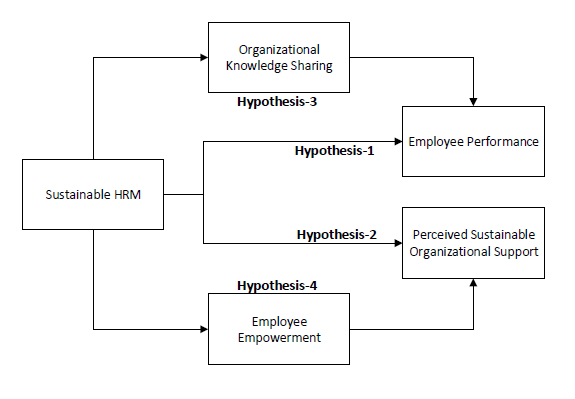 Organizational
Knowledge Sharing
Hypothesis-3
Employee Performance
Hypothesis-1
Sustainable HRM
Hypothesis-2
Perceived Sustainable
Organizational Support
Hypothesis-4
Employee
Empowerment